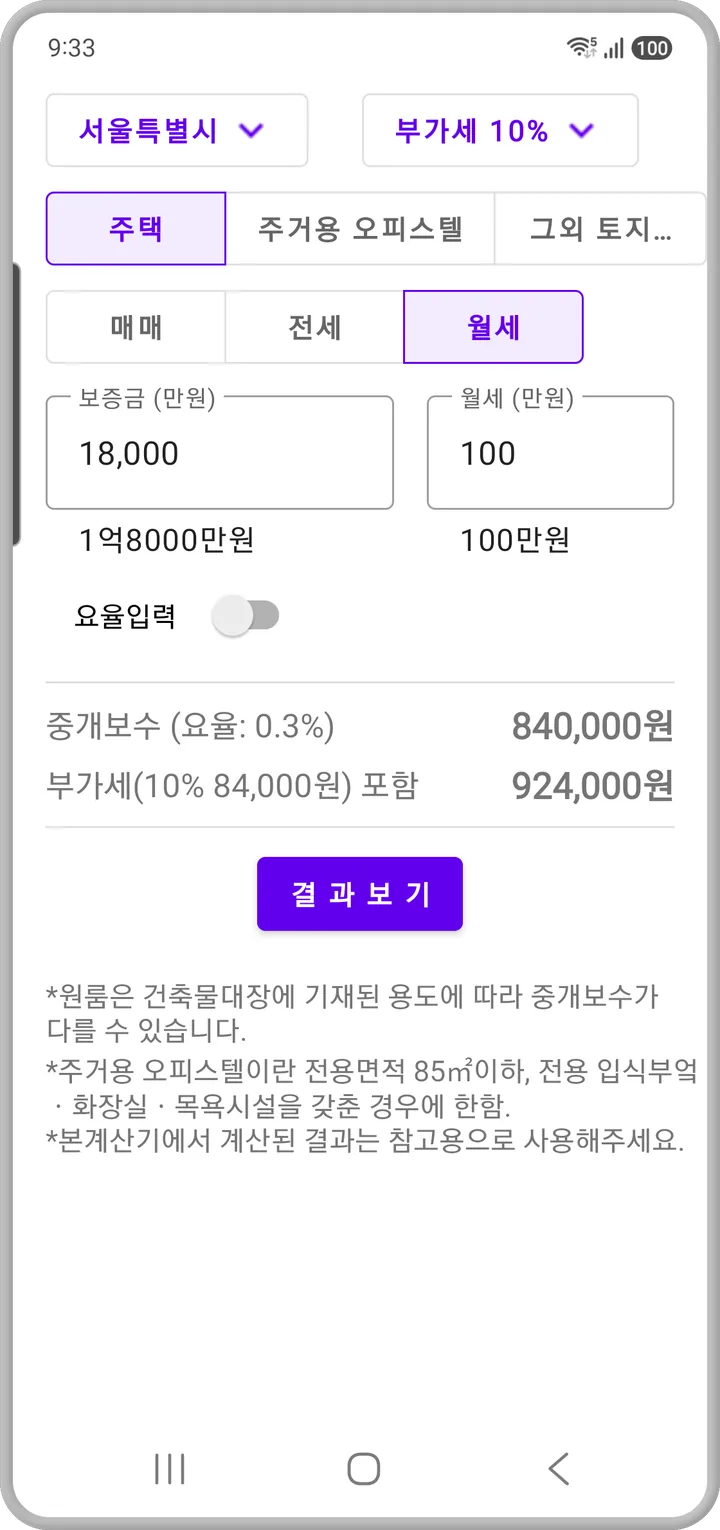 9:33
5
100
서울특별시
부가세 10%
주택
주거용 오피스텔
그외 토지...
매매
전세
월세
보증금 (만원)
월세 (만원)
18,000
100
1억8000만원
100만원
요율입력
중개보수 (요율: 0.3%)
840,000원
부가세(10% 84,000원) 포함
924,000원
결과보기
*원룸은 건축물대장에 기재된 용도에 따라 중개보수가
다를 수 있습니다.
*주거용 오피스텔이란 전용면적 85㎡이하, 전용 입식부엌
· 화장실 · 목욕시설을 갖춘 경우에 한함.
*본계산기에서 계산된 결과는 참고용으로 사용해주세요.